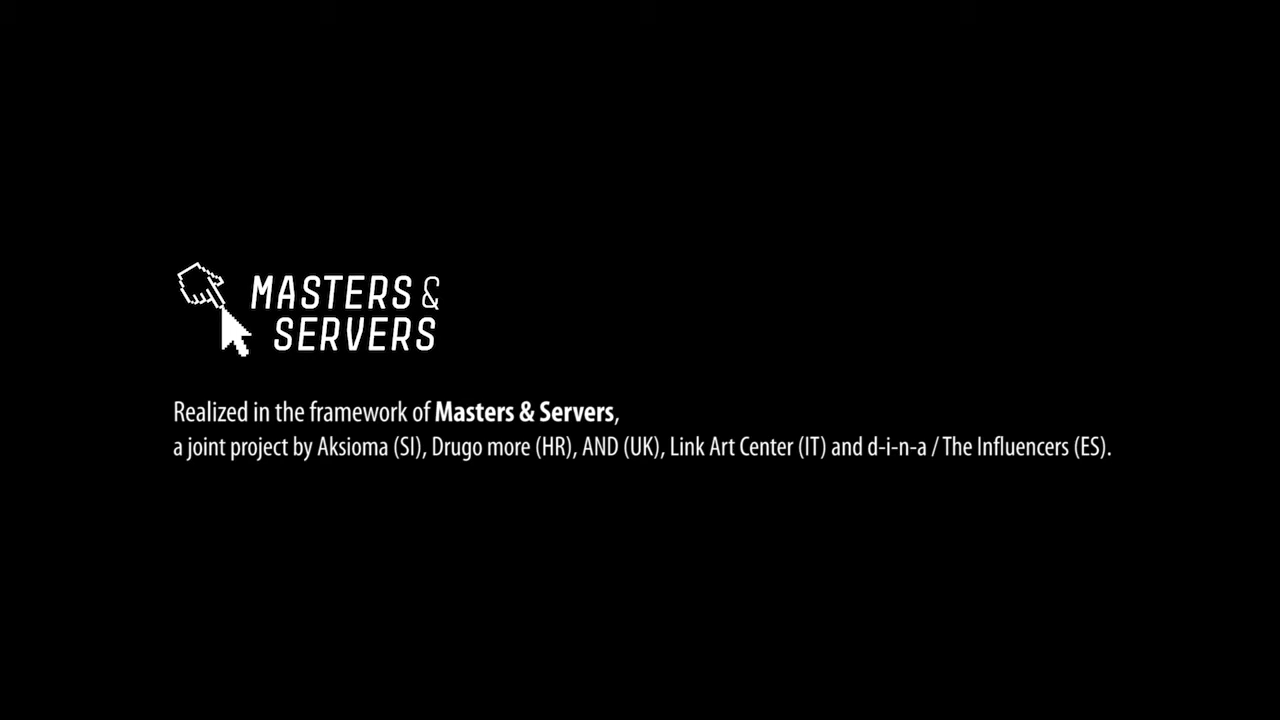 MASTERS &
SERVERS
Realized in the framework of Masters & Servers,
a joint project by Aksioma (SI), Drugo more (HR), AND (UK), Link Art Center (IT) and d-i-n-a / The Influencers (ES).